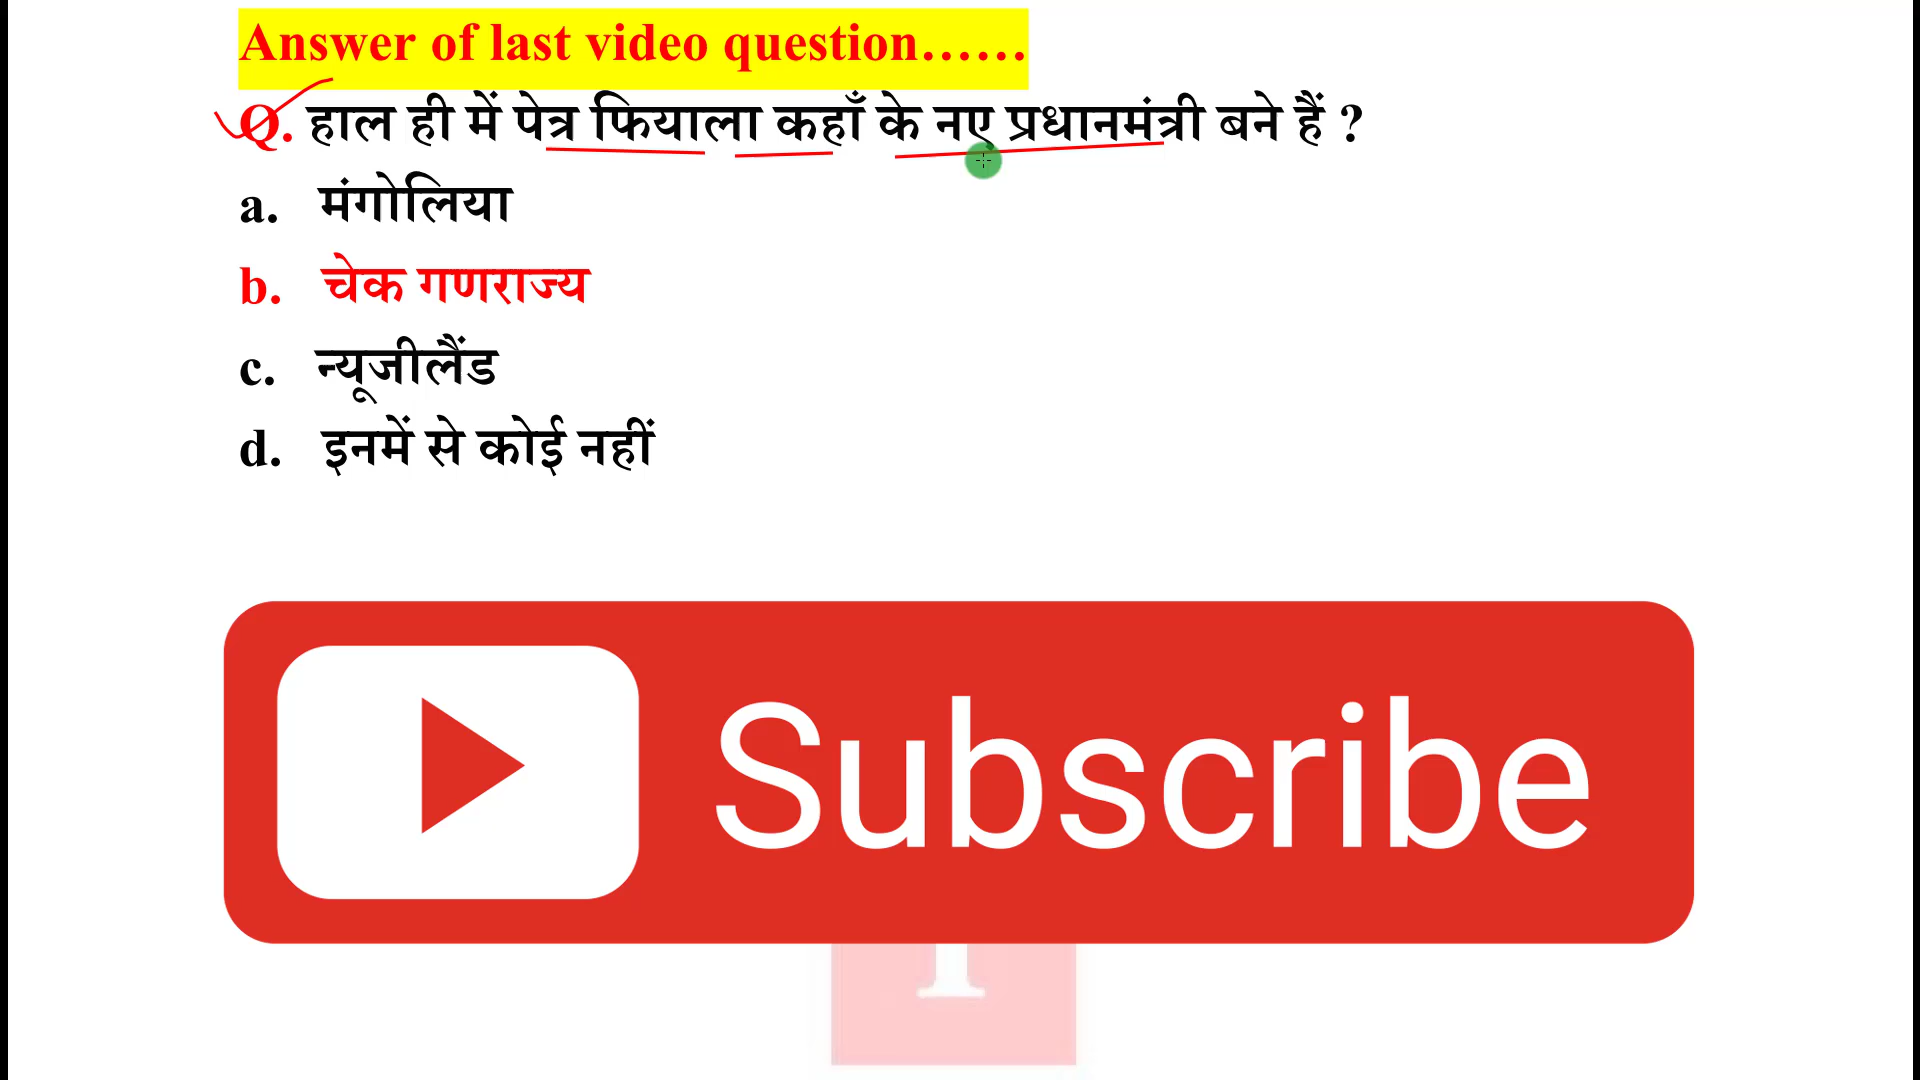 Answer of last video question……
Q. हाल ही में पेत्र फियाला कहाँ के नए प्रधानमंत्री बने हैं ?
a. मंगोलिया
b. चेक गणराज्य
c. न्यूजीलैंड
d. इनमें से कोई नहीं
Subscribe